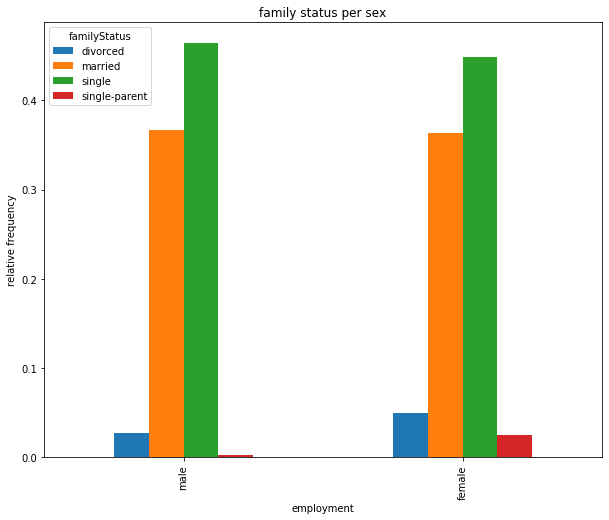 family status per sex
familyStatus
divorced
married
single
single-parent
relative frequency
0.4
0.3
0.2
0.1
0.0
male
female
employment